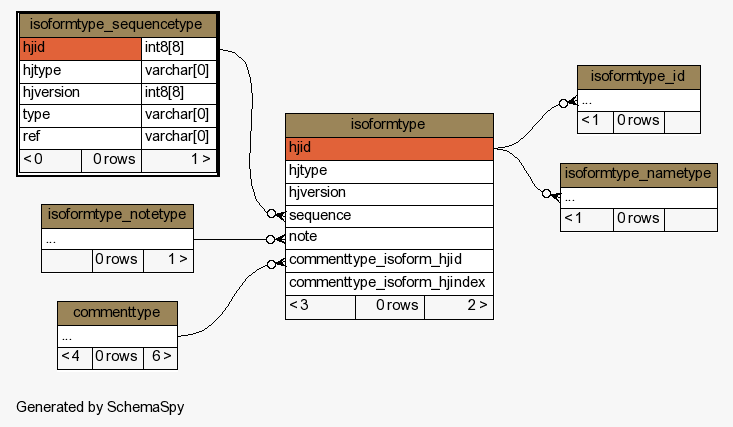 isoformtype_sequencetype
hjid int8[8]
hjtype varchar[0]
hjversion int8[8]
type varchar[0]
ref varchar[0]
< 0 0 rows 1 >
isoformtype_notetype
...
0 rows 1 >
commenttype
...
< 4 0 rows 6 >
isoformtype
hjid
hjtype
hjversion
sequence
note
commenttype_isoform_hjid
commenttype_isoform_hjindex
< 3 0 rows 2 >
isoformtype_id
...
< 1 0 rows
isoformtype_nametype
...
< 1 0 rows
Generated by SchemaSpy